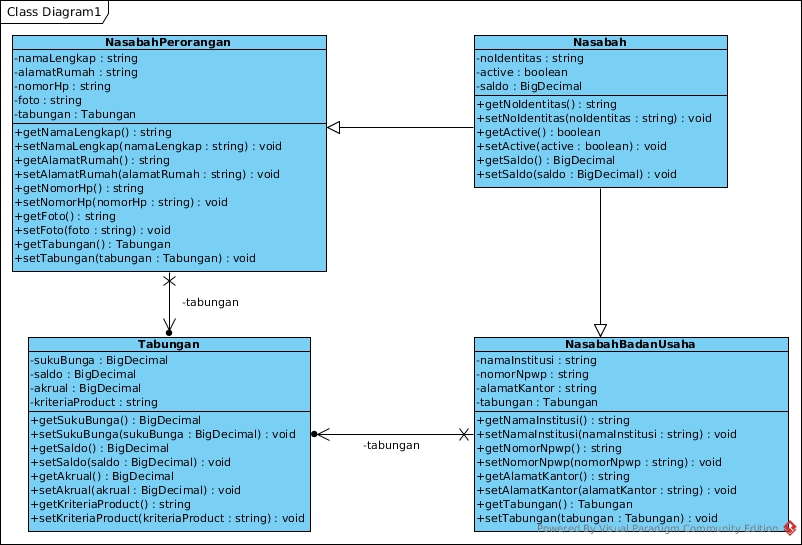 Class Diagram1
NasabahPerorangan
-namaLengkap : string
-alamatRumah : string
-nomorHp : string
-foto : string
-tabungan : Tabungan
+getNamaLengkap() : string
+setNamaLengkap(namaLengkap : string) : void
+getAlamatRumah() : string
+setAlamatRumah(alamatRumah : string) : void
+getNomorHp() : string
+setNomorHp(nomorHp : string) : void
+getFoto() : string
+setFoto(foto : string) : void
+getTabungan() : Tabungan
+setTabungan(tabungan : Tabungan) : void
Nasabah
-noIdentitas : string
-active : boolean
-saldo : BigDecimal
+getNoIdentitas() : string
+setNoIdentitas(noIdentitas : string) : void
+getActive() : boolean
+setActive(active : boolean) : void
+getSaldo() : BigDecimal
+setSaldo(saldo : BigDecimal) : void
-tabungan
Tabungan
-sukuBunga : BigDecimal
-saldo : BigDecimal
-akrual : BigDecimal
-kriteriaProduct : string
+getSukuBunga() : BigDecimal
+setSukuBunga(sukuBunga : BigDecimal) : void
+getSaldo() : BigDecimal
+setSaldo(saldo : BigDecimal) : void
+getAkrual() : BigDecimal
+setAkrual(akrual : BigDecimal) : void
+getKriteriaProduct() : string
+setKriteriaProduct(kriteriaProduct : string) : void
-tabungan
NasabahBadanUsaha
-namaInstitusi : string
-nomorNpwp : string
-alamatKantor : string
-tabungan : Tabungan
+getNamaInstitusi() : string
+setNamaInstitusi(namaInstitusi : string) : void
+getNomorNpwp() : string
+setNomorNpwp(nomorNpwp : string) : void
+getAlamatKantor() : string
+setAlamatKantor(alamatKantor : string) : void
+getTabungan() : Tabungan
+setTabungan(tabungan : Tabungan) : void
Powered By Visual Paradigm Community Edition